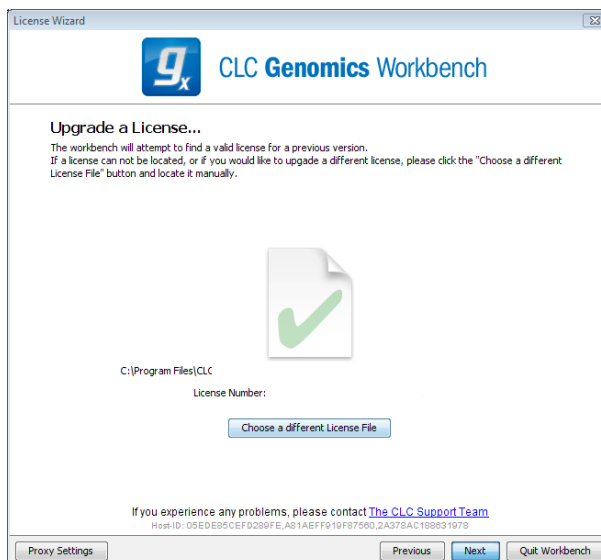 License Wizard
gx CLC Genomics Workbench
Upgrade a License...
The workbench will attempt to find a valid license for a previous version.
If a license can not be located, or if you would like to upgade a different license, please click the "Choose a different
License File" button and locate it manually.
C:\Program Files\CLC
License Number:
Choose a different License File
If you experience any problems, please contact The CLC Support Team
Host-ID: 05EDE85CEFD289FE,A81AEFF919F87560,2A378AC188631978
Proxy Settings Previous Next Quit Workbench